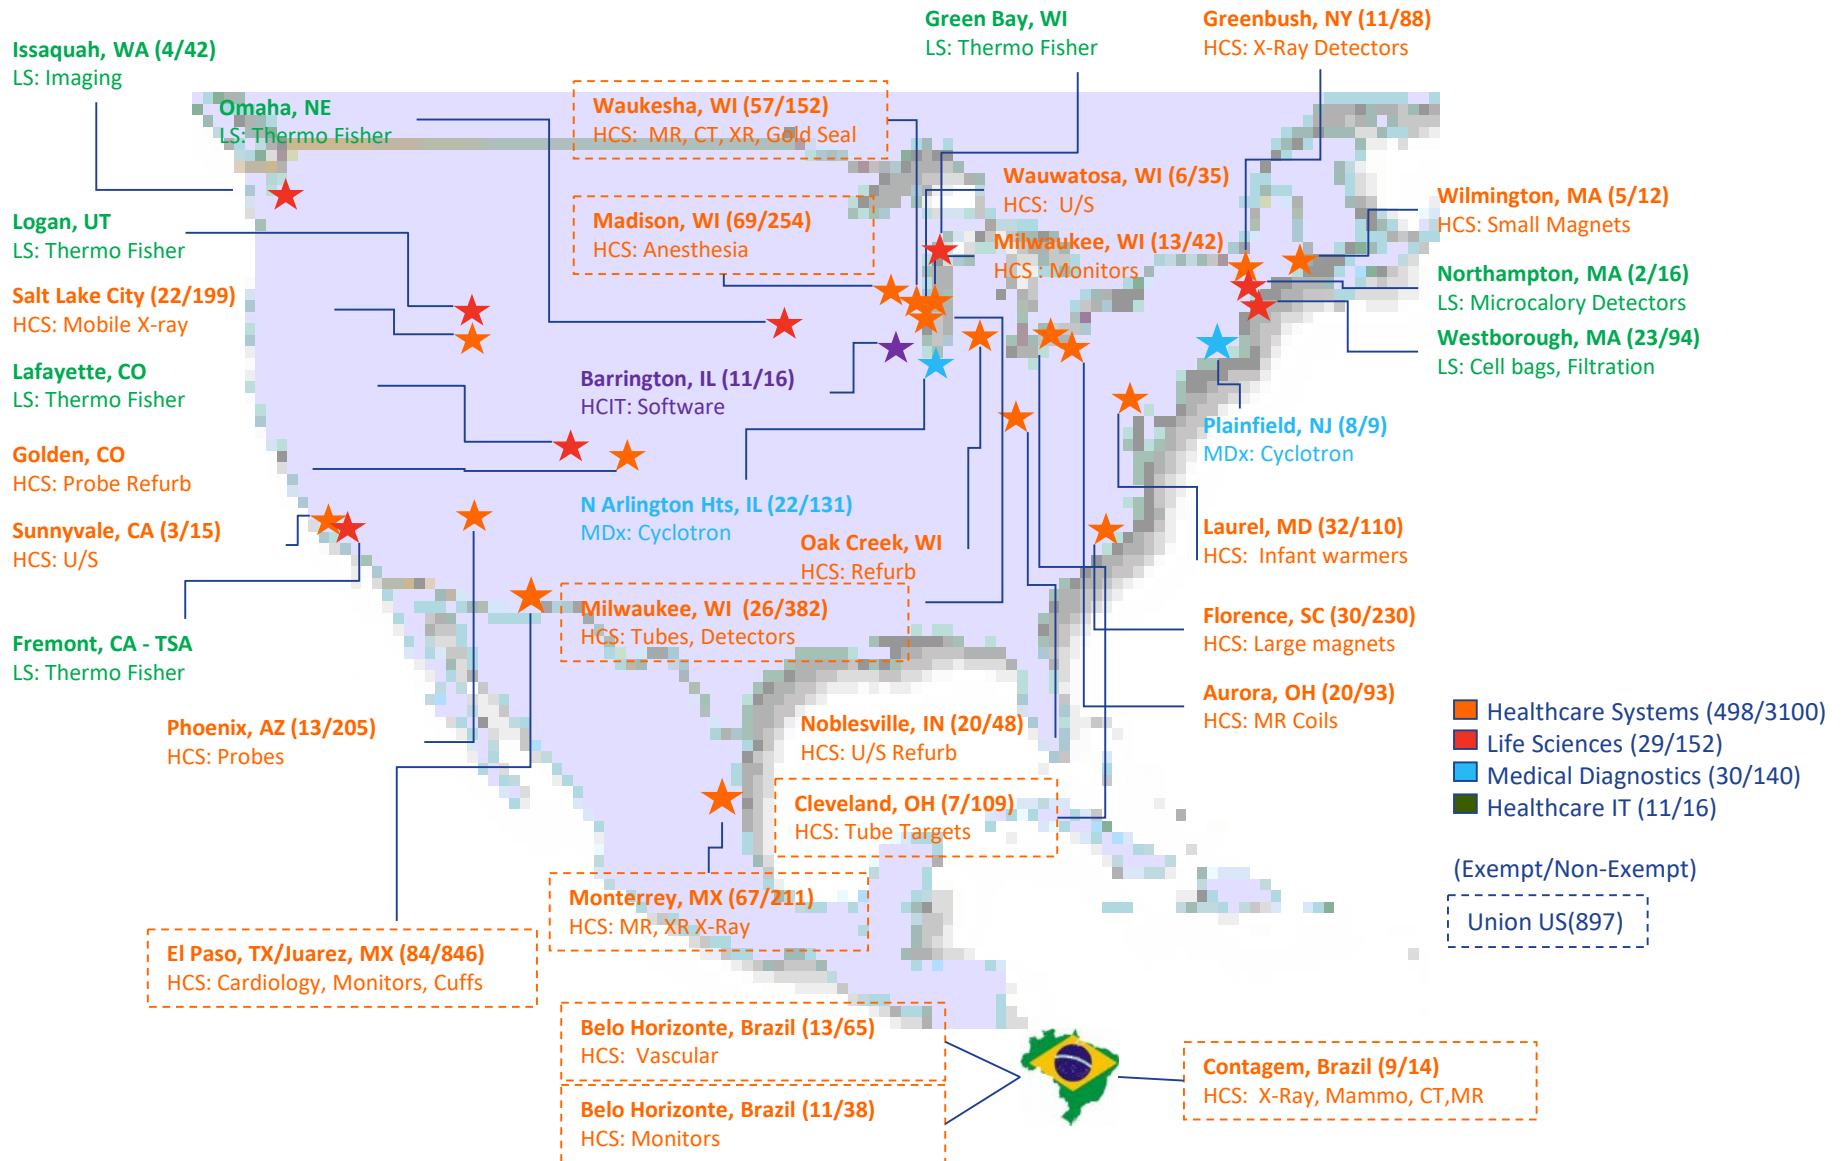 Green Bay, WI
LS: Thermo Fisher
Greenbush, NY (11/88)
HCS: X-Ray Detectors
Issaquah, WA (4/42)
LS: Imaging
Omaha, NE
LS: Thermo Fisher
Waukesha, WI (57/152)
HCS:  MR, CT, XR, Gold Seal
Wauwatosa, WI (6/35)
HCS:  U/S
Wilmington, MA (5/12)
HCS: Small Magnets
Logan, UT
LS: Thermo Fisher
Madison, WI (69/254)
HCS: Anesthesia
Milwaukee, WI (13/42)
HCS : Monitors
Northampton, MA (2/16)
LS: Microcalory Detectors
Salt Lake City (22/199)
HCS: Mobile X-ray
Westborough, MA (23/94)
LS: Cell bags, Filtration
Lafayette, CO
LS: Thermo Fisher
Barrington, IL (11/16)
HCIT: Software
Plainfield, NJ (8/9)
MDx: Cyclotron
Golden, CO
HCS: Probe Refurb
N Arlington Hts, IL (22/131)
MDx: Cyclotron
Sunnyvale, CA (3/15)
HCS: U/S
Oak Creek, WI
HCS: Refurb
Laurel, MD (32/110)
HCS:  Infant warmers
Milwaukee, WI  (26/382)
HCS: Tubes, Detectors
Florence, SC (30/230)
HCS: Large magnets
Fremont, CA - TSA
LS: Thermo Fisher
Aurora, OH (20/93)
HCS: MR Coils
Phoenix, AZ (13/205)
HCS: Probes
Noblesville, IN (20/48)
HCS: U/S Refurb
Healthcare Systems (498/3100)
Life Sciences (29/152)
Medical Diagnostics (30/140)
Healthcare IT (11/16)
Cleveland, OH (7/109)
HCS: Tube Targets
(Exempt/Non-Exempt)
Union US(897)
Monterrey, MX (67/211)
HCS: MR, XR X-Ray
El Paso, TX/Juarez, MX (84/846)
HCS: Cardiology, Monitors, Cuffs
Belo Horizonte, Brazil (13/65)
HCS:  Vascular
Contagem, Brazil (9/14)
HCS:  X-Ray, Mammo, CT,MR
Belo Horizonte, Brazil (11/38)
HCS: Monitors